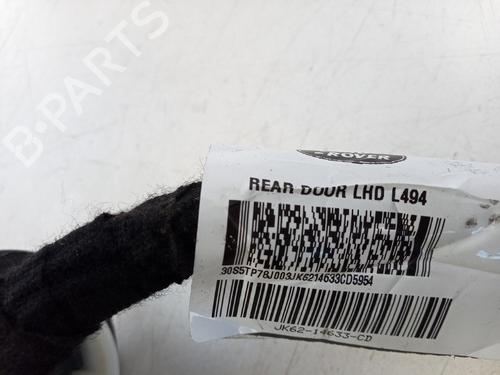 B-PARTS
ROVER
REAR DOOR LHD L494
30S5TP78J003JK6214633CD5954
JK62-14633-CD